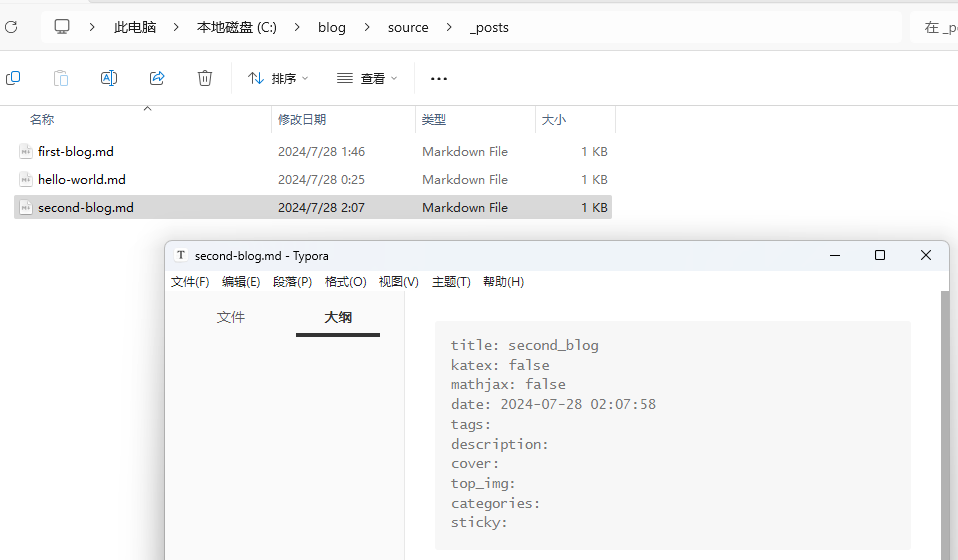 此电脑 > 本地磁盘 (C:) > blog > source > _posts
在 _p
排序 查看 ···
名称 修改日期 类型 大小
first-blog.md 2024/7/28 1:46 Markdown File 1 KB
hello-world.md 2024/7/28 0:25 Markdown File 1 KB
second-blog.md 2024/7/28 2:07 Markdown File 1 KB
T second-blog.md - Typora
文件(F) 编辑(E) 段落(P) 格式(O) 视图(V) 主题(T) 帮助(H)
文件 大纲
title: second_blog
katex: false
mathjax: false
date: 2024-07-28 02:07:58
tags:
description:
cover:
top_img:
categories:
sticky: